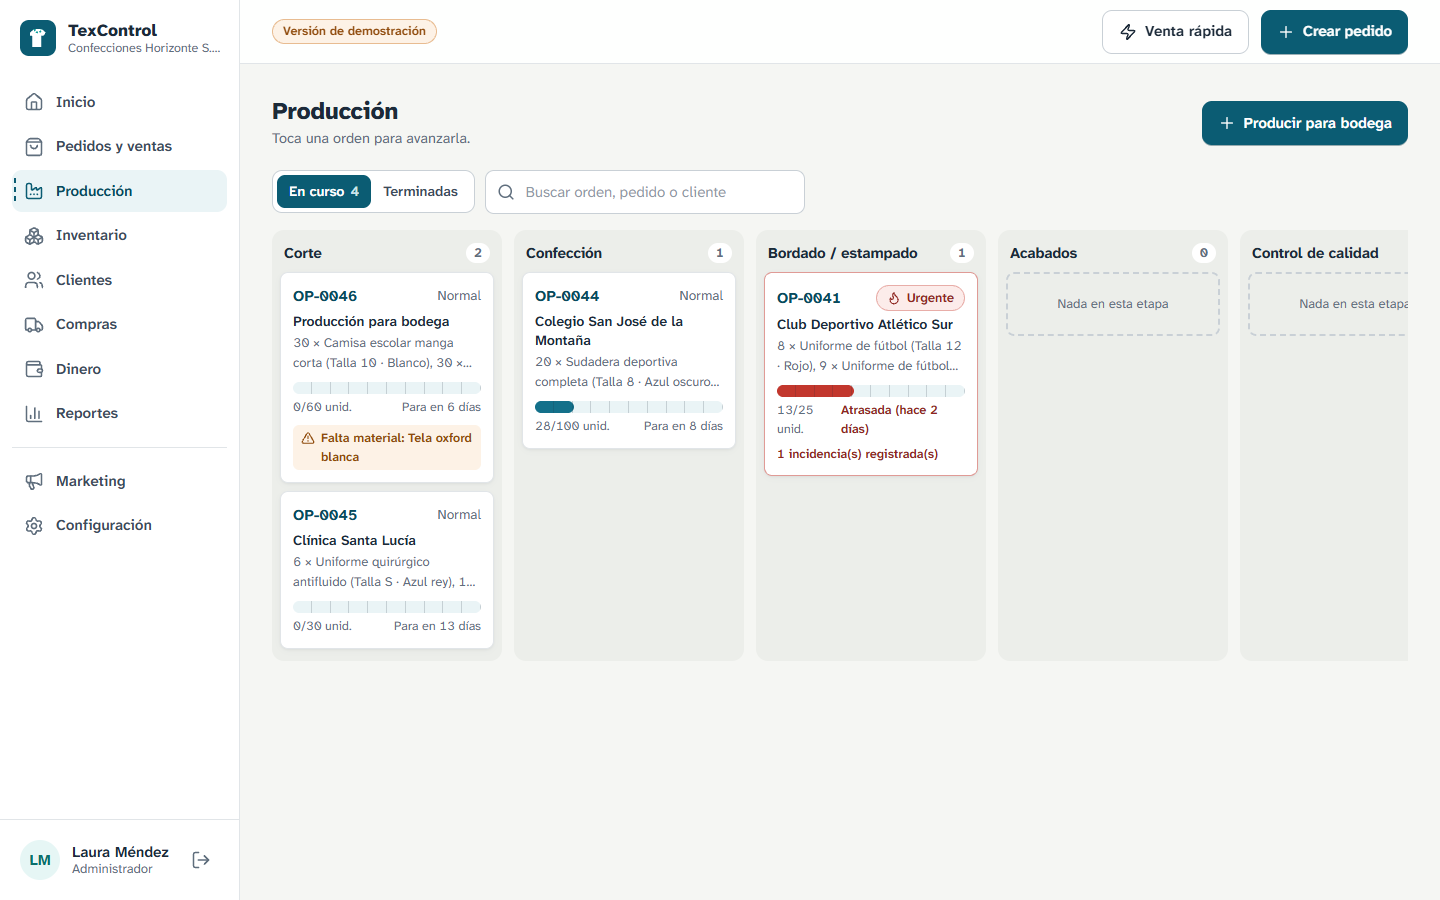 TexControl
Confecciones Horizonte S....
Inicio
Pedidos y ventas
Producción
Inventario
Clientes
Compras
Dinero
Reportes
Marketing
Configuración
LM
Laura Méndez
Administrador
Versión de demostración
Venta rápida
Crear pedido
Producción
Toca una orden para avanzarla.
Producir para bodega
En curso 4
Terminadas
Buscar orden, pedido o cliente
Corte 2
OP-0046 Normal
Producción para bodega
30 × Camisa escolar manga
corta (Talla 10 · Blanco), 30 ×...
0/60 unid. Para en 6 días
Falta material: Tela oxford
blanca
OP-0045 Normal
Clínica Santa Lucía
6 × Uniforme quirúrgico
antifluido (Talla S · Azul rey), 1...
0/30 unid. Para en 13 días
Confección 1
OP-0044 Normal
Colegio San José de la
Montaña
20 × Sudadera deportiva
completa (Talla 8 · Azul oscuro...
28/100 unid. Para en 8 días
Bordado / estampado 1
OP-0041 Urgente
Club Deportivo Atlético Sur
8 × Uniforme de fútbol (Talla 12
· Rojo), 9 × Uniforme de fútbol...
13/25 Atrasada (hace 2
unid. días)
1 incidencia(s) registrada(s)
Acabados 0
Nada en esta etapa
Control de calidad
Nada en esta etapa